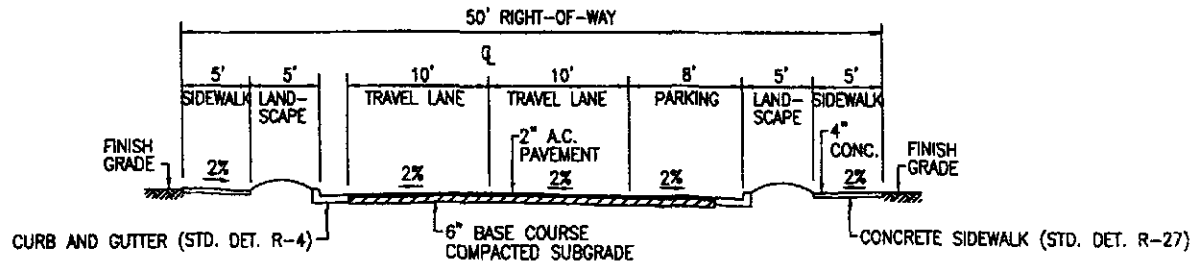 50' RIGHT-OF-WAY
℄
5' 5' 10' 10' 8' 5' 5'
SIDEWALK LAND- TRAVEL LANE TRAVEL LANE PARKING LAND- SIDEWALK
SCAPE SCAPE
FINISH GRADE
2%
2%
2" A.C.
PAVEMENT
2%
2%
4"
CONC.
2%
FINISH
GRADE
CURB AND GUTTER (STD. DET. R-4)
6" BASE COURSE
COMPACTED SUBGRADE
CONCRETE SIDEWALK (STD. DET. R-27)